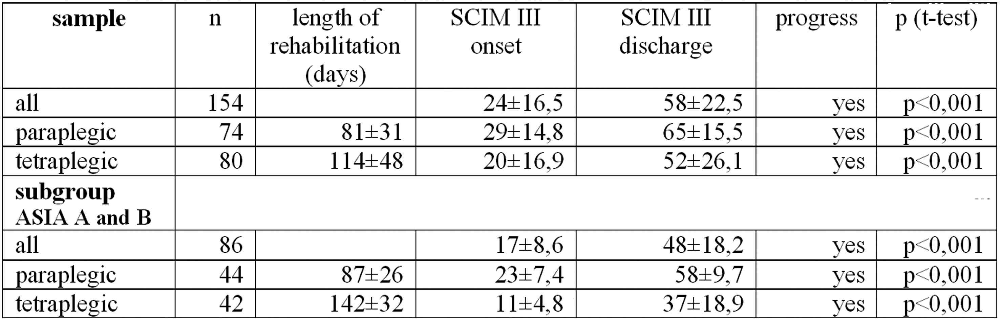 sample n length of rehabilitation (days) SCIM III onset SCIM III discharge progress p (t-test)
all 154 24±16,5 58±22,5 yes p<0,001
paraplegic 74 81±31 29±14,8 65±15,5 yes p<0,001
tetraplegic 80 114±48 20±16,9 52±26,1 yes p<0,001
subgroup
ASIA A and B
all 86 17±8,6 48±18,2 yes p<0,001
paraplegic 44 87±26 23±7,4 58±9,7 yes p<0,001
tetraplegic 42 142±32 11±4,8 37±18,9 yes p<0,001